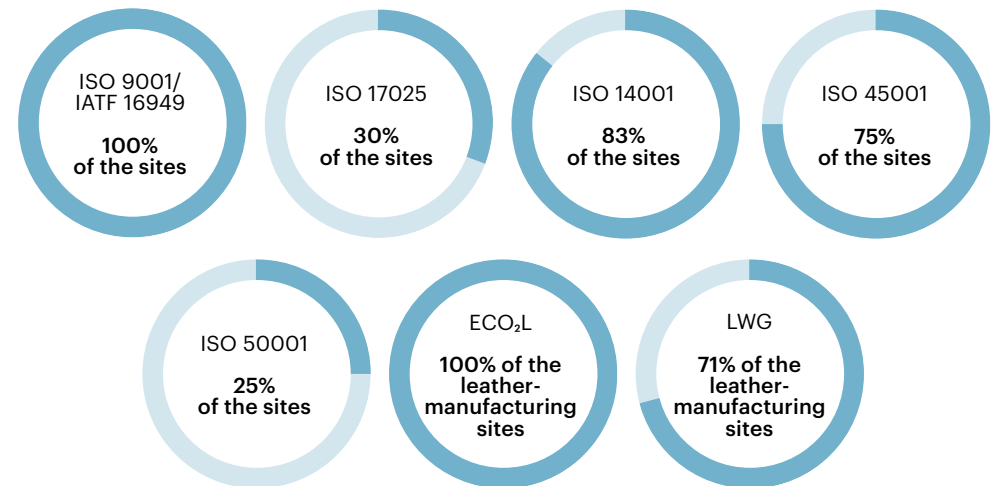 ISO 9001/
IATF 16949
100%
of the sites
ISO 17025
30%
of the sites
ISO 14001
83%
of the sites
ISO 45001
75%
of the sites
ISO 50001
25%
of the sites
ECO₂L
100% of the
leather-
manufacturing
sites
LWG
71% of the
leather-
manufacturing
sites